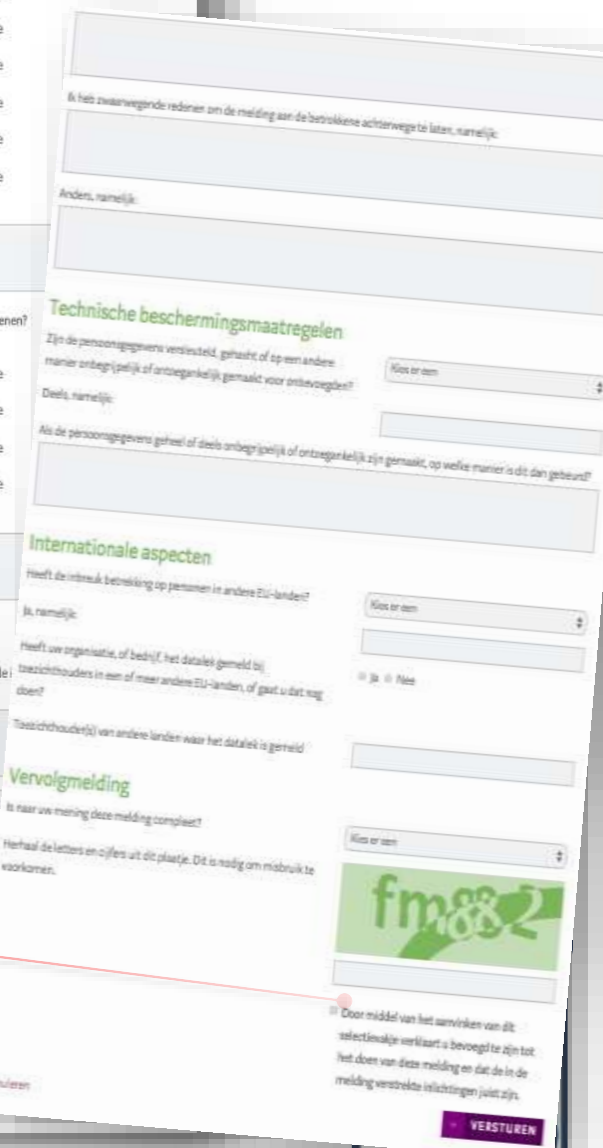 Ik heb zwaarwegende redenen om de melding aan de betrokkene achterwege te laten, namelijk:
Anders, namelijk:
enen?
Technische beschermingsmaatregelen
Zijn de persoonsgegevens versleuteld, gehasht of op een andere
manier onbegrijpelijk of ontoegankelijk gemaakt voor onbevoegden?
Kies er een
Deels, namelijk:
Als de persoonsgegevens geheel of deels onbegrijpelijk of ontoegankelijk zijn gemaakt, op welke manier is dit dan gebeurd?
Internationale aspecten
Heeft de inbreuk betrekking op personen in andere EU-landen?
Kies er een
Ja, namelijk:
Heeft uw organisatie, of bedrijf, het datalek gemeld bij
toezichthouders in een of meer andere EU-landen, of gaat u dat nog
doen?
Ja Nee
Toezichthouder(s) van andere landen waar het datalek is gemeld
Vervolgmelding
Is naar uw mening deze melding compleet?
Kies er een
Herhaal de letters en cijfers uit dit plaatje. Dit is nodig om misbruik te
voorkomen.
fm882
Door middel van het aanvinken van dit
selectievakje verklaart u bevoegd te zijn tot
het doen van deze melding en dat de in de
melding verstrekte inlichtingen juist zijn.
uleren
VERSTUREN